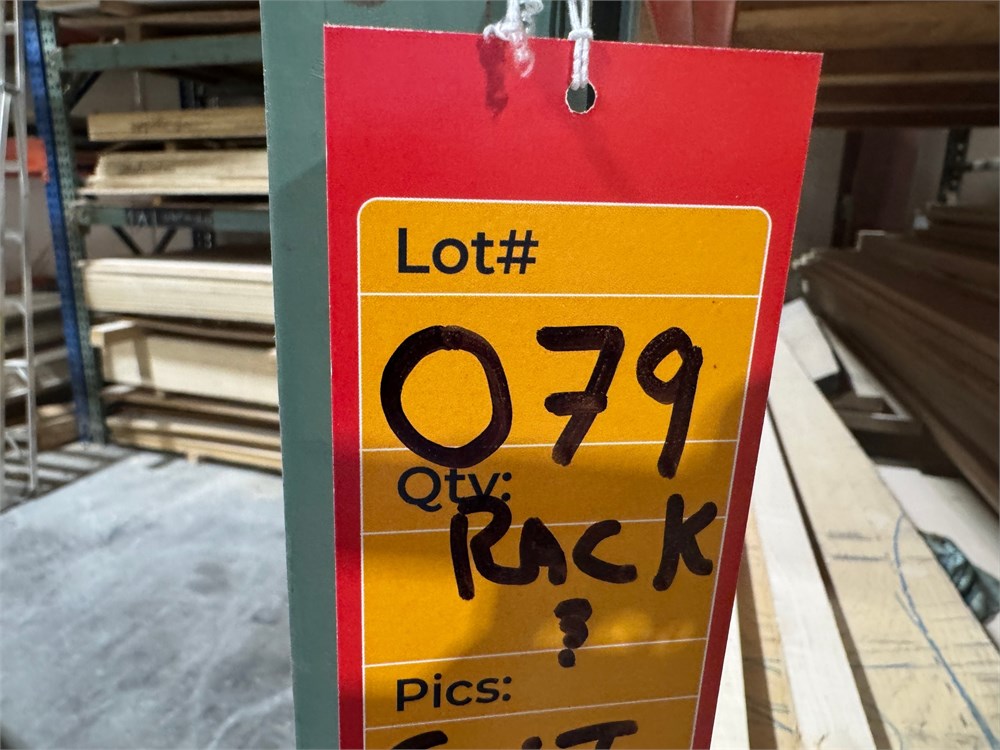 Lot#
079
Qty:
RACK
?
Pics: